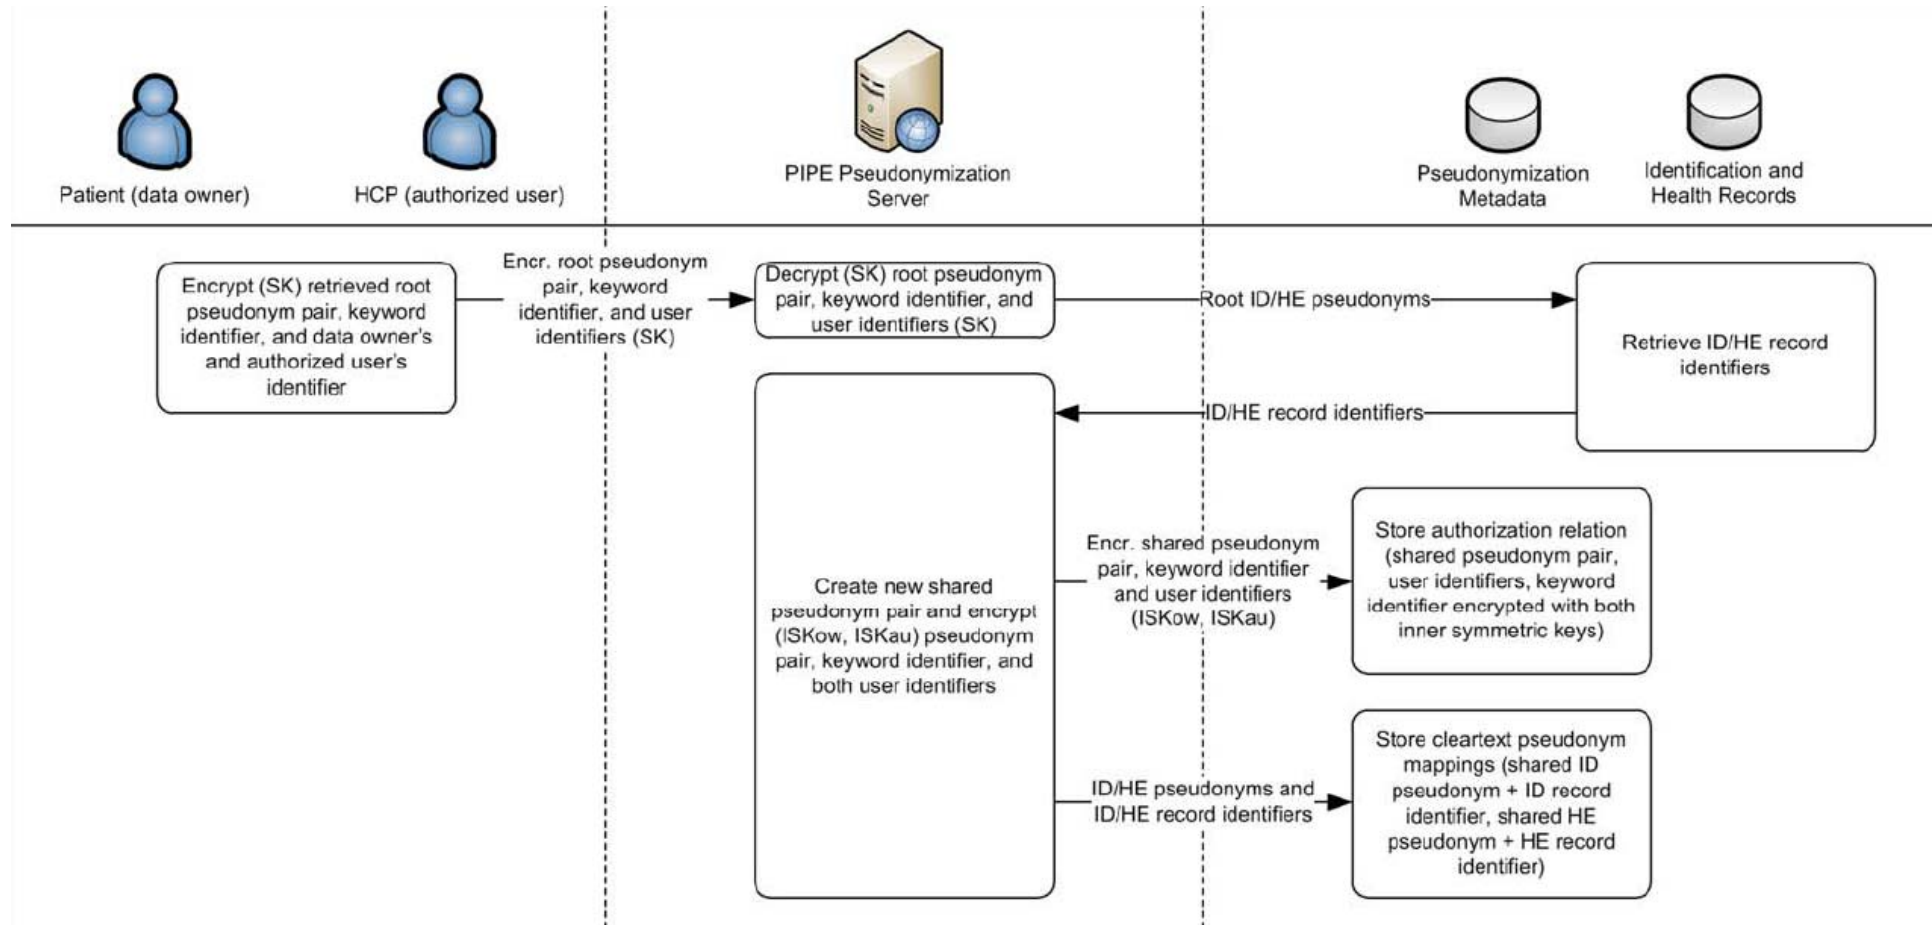 Patient (data owner)
HCP (authorized user)
PIPE Pseudonymization
Server
Pseudonymization
Metadata
Identification and
Health Records
Encrypt (SK) retrieved root
pseudonym pair, keyword
identifier, and data owner's
and authorized user's
identifier
Encr. root pseudonym
pair, keyword
identifier, and user
identifiers (SK)
Decrypt (SK) root pseudonym
pair, keyword identifier, and
user identifiers (SK)
Root ID/HE pseudonyms
Retrieve ID/HE record
identifiers
ID/HE record identifiers
Create new shared
pseudonym pair and encrypt
(ISKow, ISKau) pseudonym
pair, keyword identifier, and
both user identifiers
Encr. shared pseudonym
pair, keyword identifier
and user identifiers
(ISKow, ISKau)
Store authorization relation
(shared pseudonym pair,
user identifiers, keyword
identifier encrypted with both
inner symmetric keys)
ID/HE pseudonyms and
ID/HE record identifiers
Store cleartext pseudonym
mappings (shared ID
pseudonym + ID record
identifier, shared HE
pseudonym + HE record
identifier)